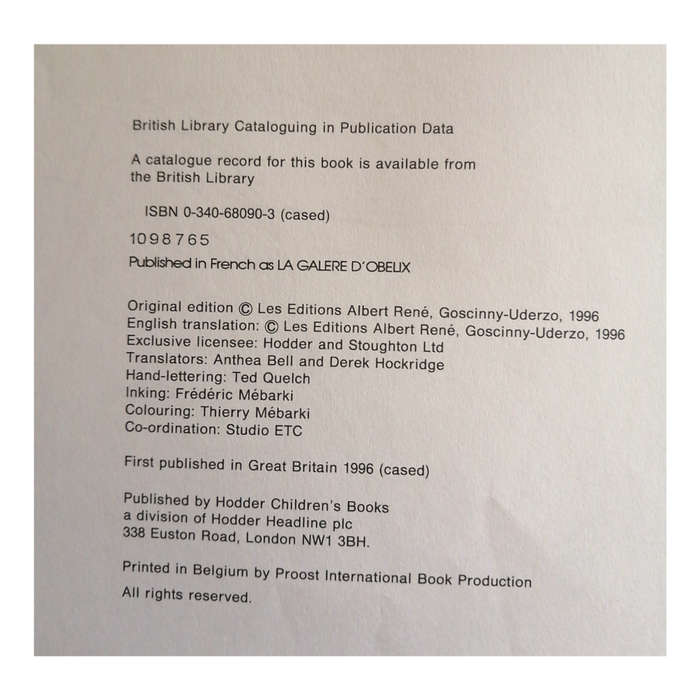 British Library Cataloguing in Publication Data
A catalogue record for this book is available from
the British Library
ISBN 0-340-68090-3 (cased)
1098765
Published in French as LA GALERE D'OBELIX
Original edition © Les Editions Albert René, Goscinny-Uderzo, 1996
English translation: © Les Editions Albert René, Goscinny-Uderzo, 1996
Exclusive licensee: Hodder and Stoughton Ltd
Translators: Anthea Bell and Derek Hockridge
Hand-lettering: Ted Quelch
Inking: Frédéric Mébarki
Colouring: Thierry Mébarki
Co-ordination: Studio ETC
First published in Great Britain 1996 (cased)
Published by Hodder Children's Books
a division of Hodder Headline plc
338 Euston Road, London NW1 3BH.
Printed in Belgium by Proost International Book Production
All rights reserved.